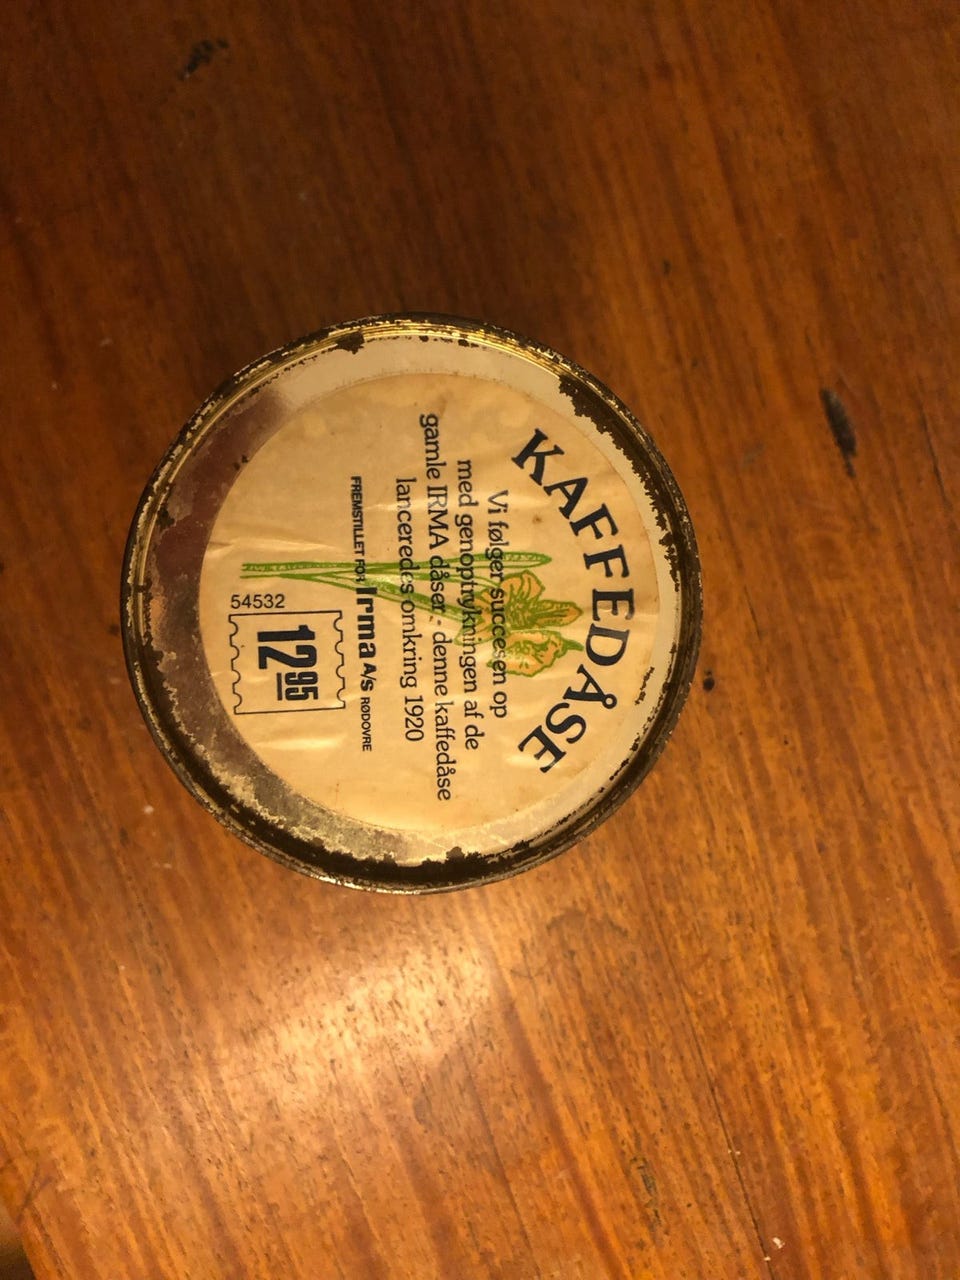 KAFFEDÅSE
Vi følger succesen op
med genoptrykningen af de
gamle IRMA dåser - denne kaffedåse
lanceredes omkring 1920
FREMSTILLET FOR Irma A/S RØDOVRE
54532
12.95